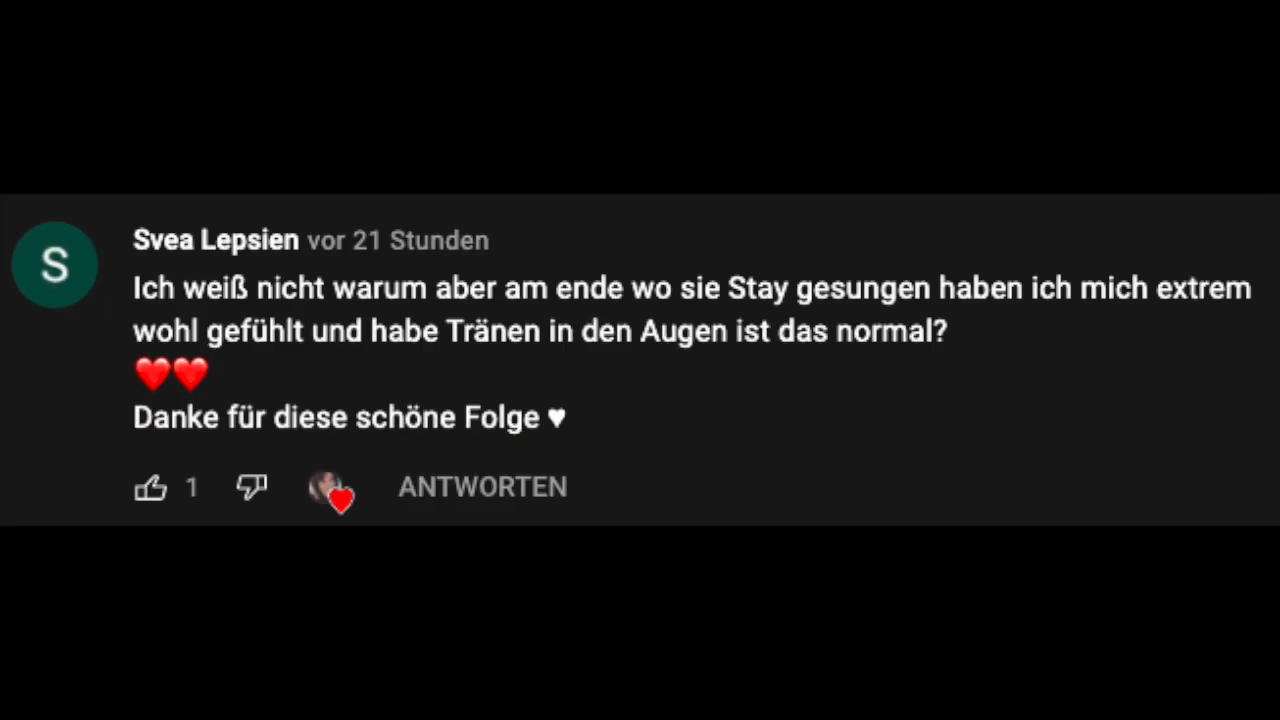 S
Svea Lepsien vor 21 Stunden
Ich weiß nicht warum aber am ende wo sie Stay gesungen haben ich mich extrem
wohl gefühlt und habe Tränen in den Augen ist das normal?
❤️❤️
Danke für diese schöne Folge ♥
1 ANTWORTEN